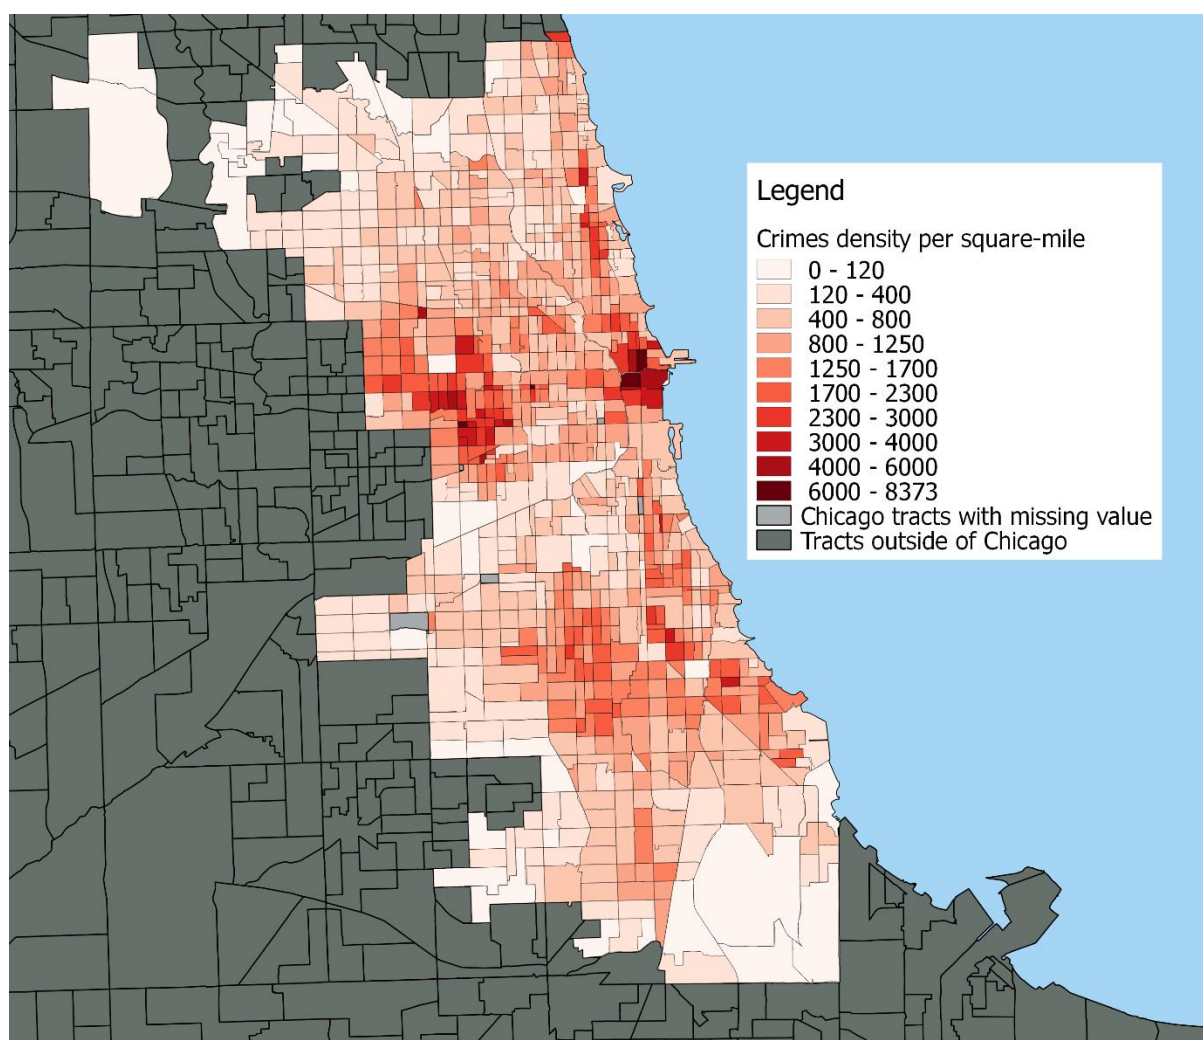 Legend
Crimes density per square-mile
0 - 120
120 - 400
400 - 800
800 - 1250
1250 - 1700
1700 - 2300
2300 - 3000
3000 - 4000
4000 - 6000
6000 - 8373
Chicago tracts with missing value
Tracts outside of Chicago